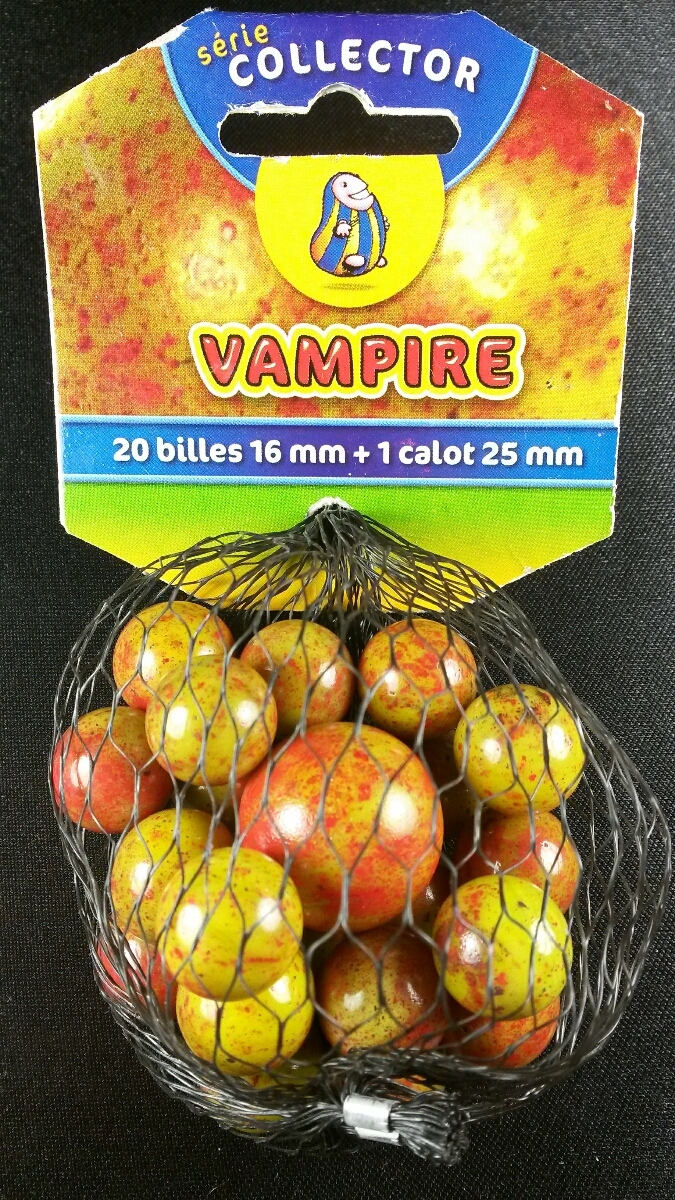 série
COLLECTOR
VAMPIRE
20 billes 16 mm + 1 calot 25 mm